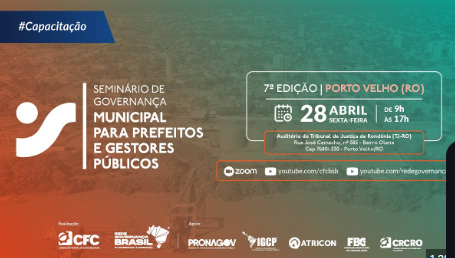 #Capacitação
SEMINÁRIO DE
GOVERNANÇA
MUNICIPAL
PARA PREFEITOS
E GESTORES
PÚBLICOS
7ª EDIÇÃO | PORTO VELHO (RO)
28 ABRIL
SEXTA-FEIRA
DE 9h
ÀS 17h
Auditório do Tribunal de Justiça de Rondônia (TJ-RO)
Rua José Camacho, nº 585 - Bairro Olaria
Cep 76801-330 - Porto Velho/RO
zoom youtube.com/cfcbsb youtube.com/redegovernanca
Realização: Apoio:
CFC REDE GOVERNANÇA BRASIL PRONAGOV IGCP ATRICON FBC CRCRO